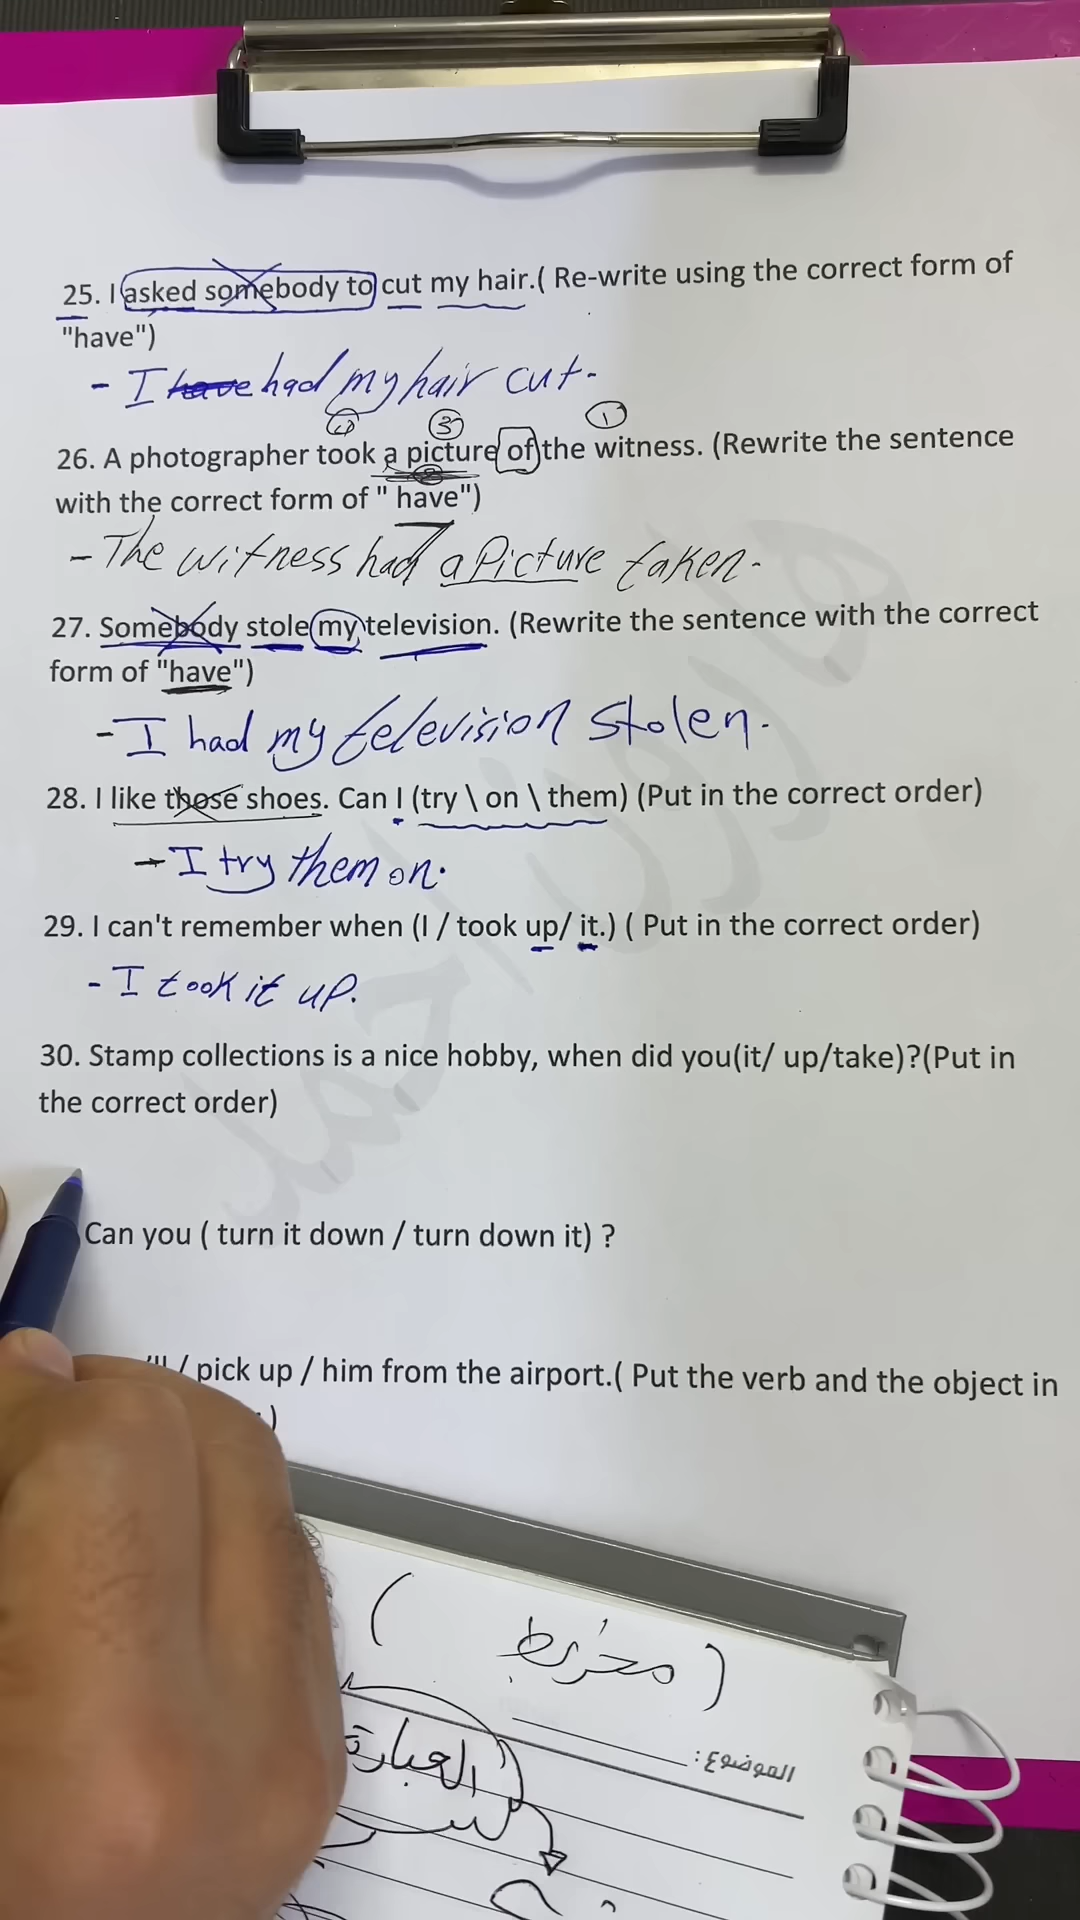 25. I asked somebody to cut my hair.( Re-write using the correct form of
"have")
- I have had my hair cut.
4 3 1
26. A photographer took a picture of the witness. (Rewrite the sentence
with the correct form of " have")
- The witness had a Picture taken.
27. Somebody stole my television. (Rewrite the sentence with the correct
form of "have")
- I had my television stolen.
28. I like those shoes. Can I (try \ on \ them) (Put in the correct order)
- I try them on.
29. I can't remember when (I / took up/ it.) ( Put in the correct order)
- I took it up.
30. Stamp collections is a nice hobby, when did you(it/ up/take)?(Put in
the correct order)
Can you ( turn it down / turn down it) ?
'll / pick up / him from the airport.( Put the verb and the object in
)
الموضوع:
العبارة